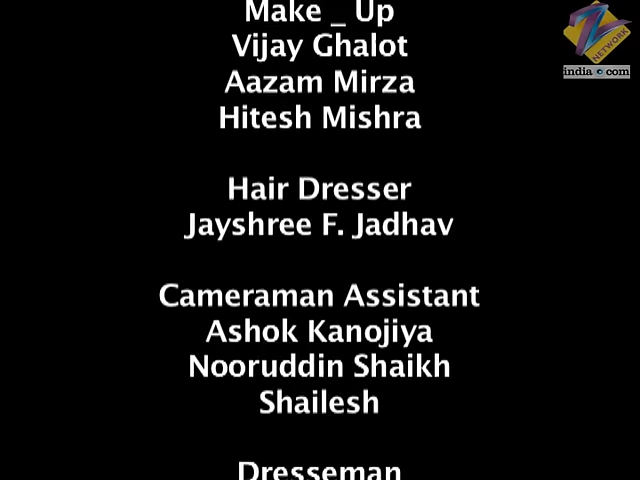 Make _ Up
Vijay Ghalot
Aazam Mirza
Hitesh Mishra
Hair Dresser
Jayshree F. Jadhav
Cameraman Assistant
Ashok Kanojiya
Nooruddin Shaikh
Shailesh
Dresseman
Z
NETWORK
india.com